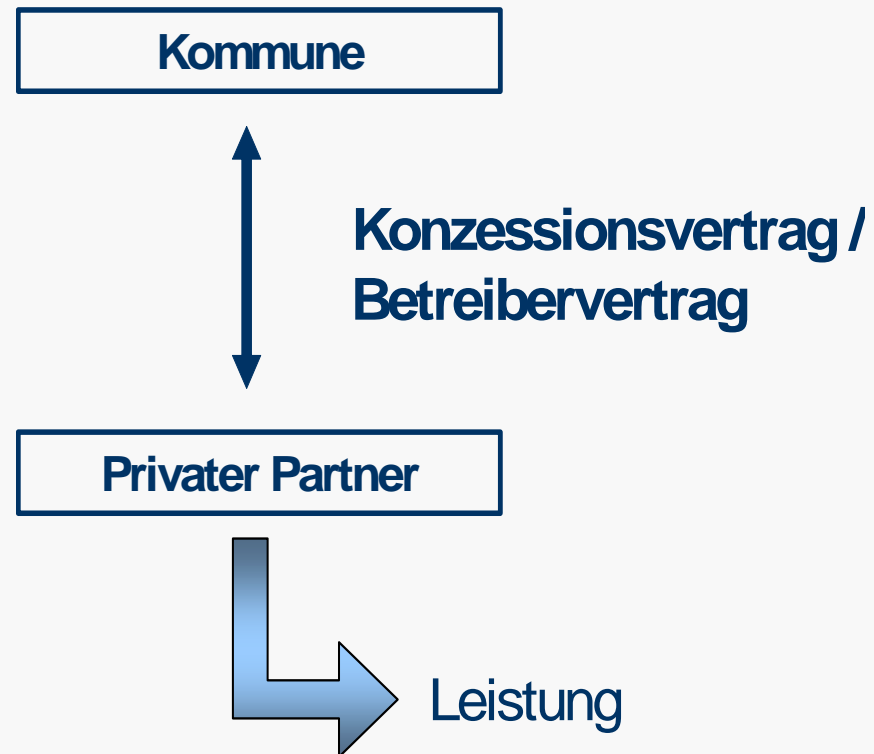 Kommune
Konzessionsvertrag /
Betreibervertrag
Privater Partner
Leistung